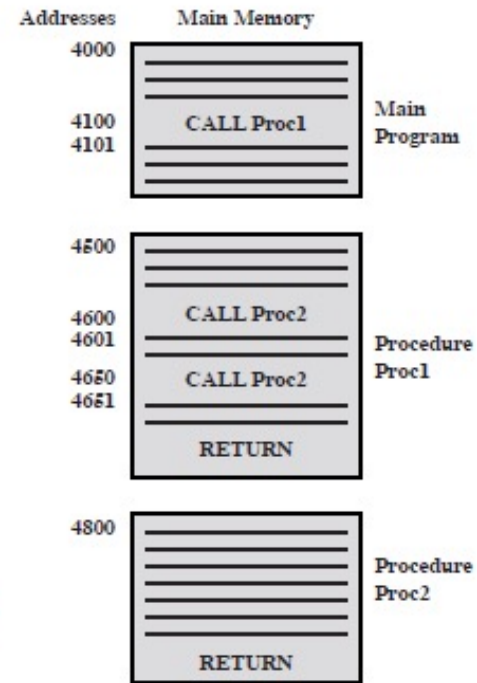 Addresses Main Memory
4000
4100 CALL Proc1 Main
4101 Program
4500
4600 CALL Proc2
4601 Procedure
4650 CALL Proc2 Proc1
4651
RETURN
4800
Procedure
Proc2
RETURN